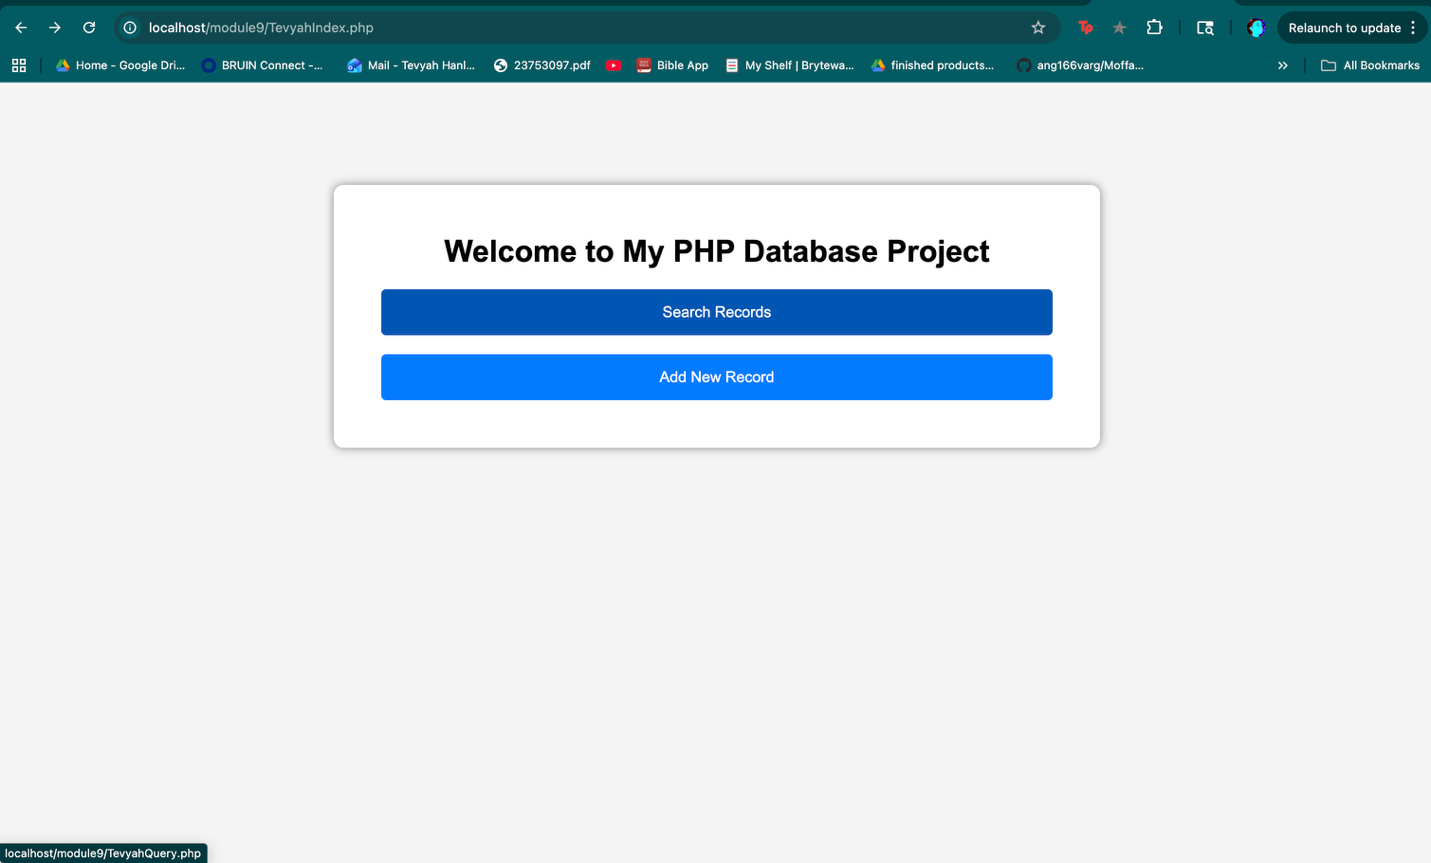 localhost/module9/TevyahIndex.php
Tp
Relaunch to update
Home - Google Dri...
BRUIN Connect -...
Mail - Tevyah Hanl...
23753097.pdf
Bible App
My Shelf | Brytewa...
finished products...
ang166varg/Moffa...
All Bookmarks
Welcome to My PHP Database Project
Search Records
Add New Record
localhost/module9/TevyahQuery.php